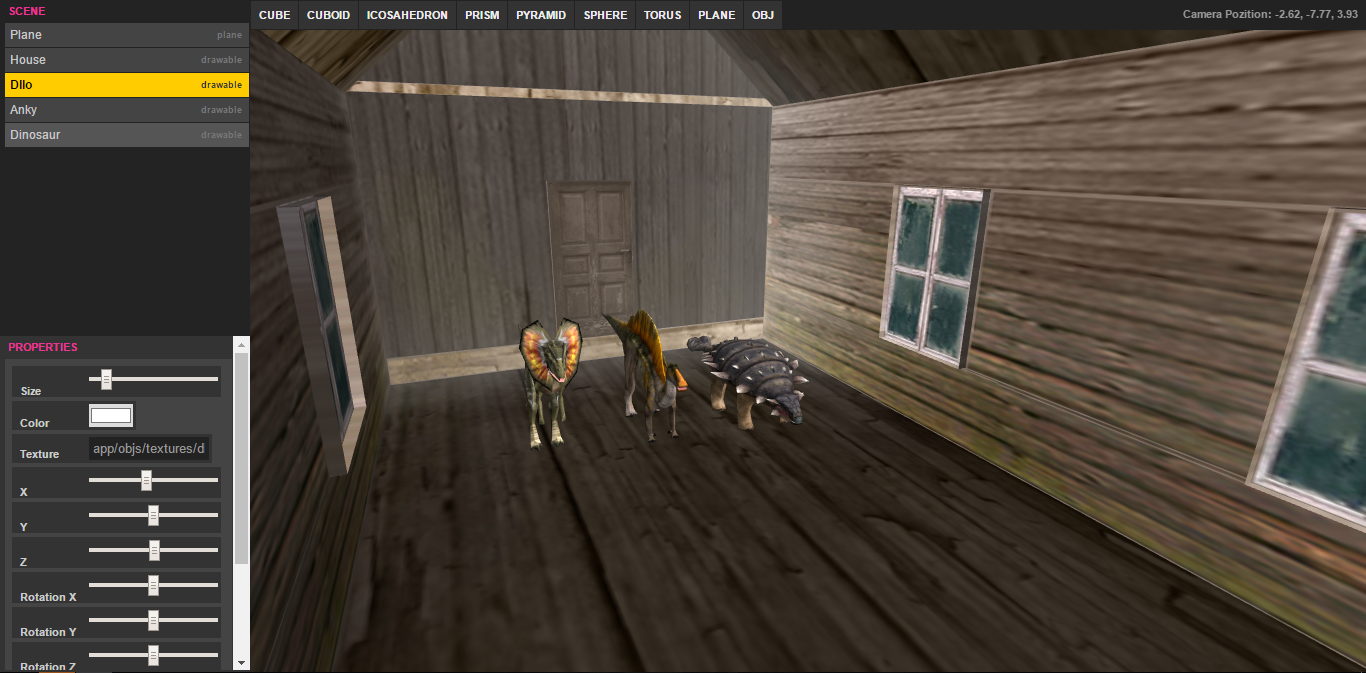 SCENE
Plane plane
House drawable
Dllo drawable
Anky drawable
Dinosaur drawable
CUBE CUBOID ICOSAHEDRON PRISM PYRAMID SPHERE TORUS PLANE OBJ
Camera Pozition: -2.62, -7.77, 3.93
PROPERTIES
Size
Color
Texture app/objs/textures/d
X
Y
Z
Rotation X
Rotation Y
Rotation Z